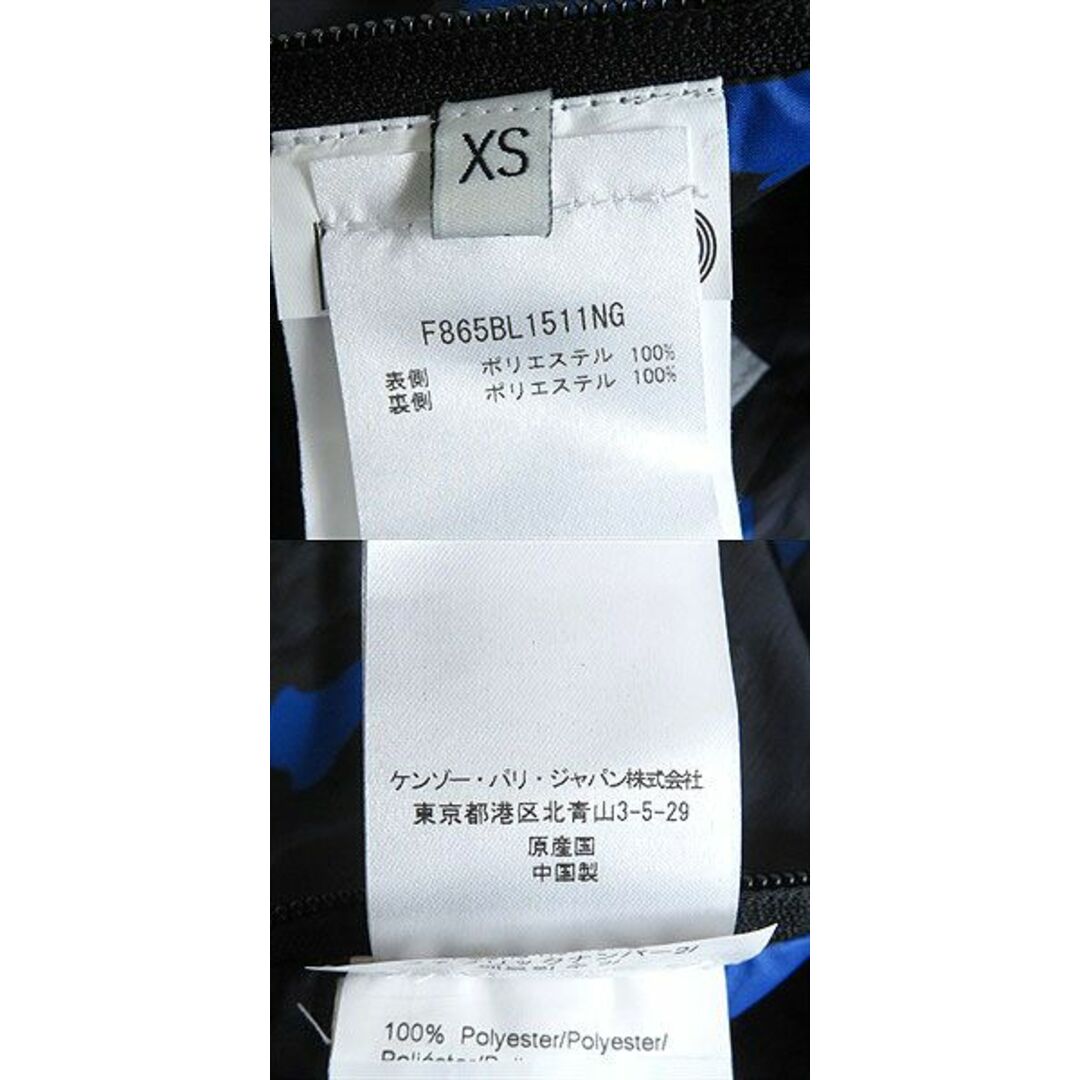 XS
F865BL1511NG
表側 ポリエステル 100%
裏側 ポリエステル 100%
ケンゾー・パリ・ジャパン株式会社
東京都港区北青山3-5-29
原産国
中国製
100% Polyester/Polyester/